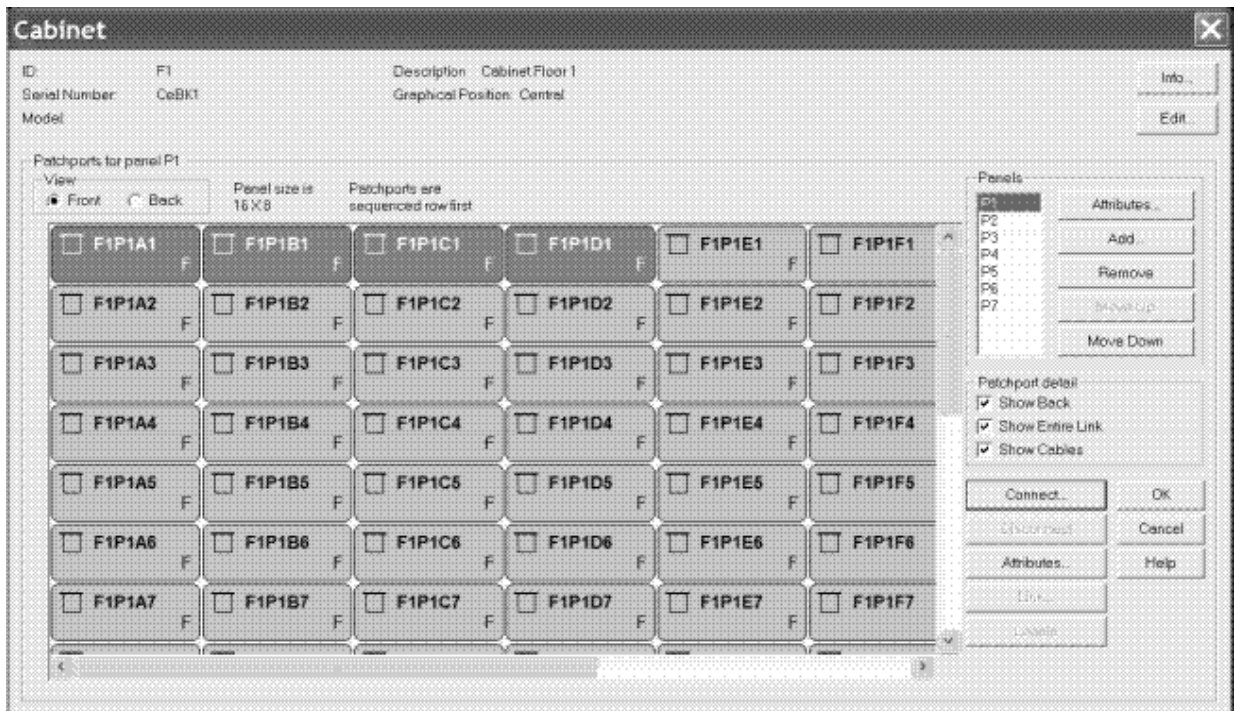 Cabinet
ID: F1 Description Cabinet Floor 1 Info...
Serial Number: CeBK1 Graphical Position: Central
Model Edit...
Patchports for panel P1
View Panels
Front Back Panel size is Patchports are
16 X 8 sequenced row first
P1 Attributes...
P2
P3 Add...
P4
P5 Remove
P6
P7 Move Up
Move Down
F1P1A1 F1P1B1 F1P1C1 F1P1D1 F1P1E1 F1P1F1
F F F F F
F1P1A2 F1P1B2 F1P1C2 F1P1D2 F1P1E2 F1P1F2
F F F F F
F1P1A3 F1P1B3 F1P1C3 F1P1D3 F1P1E3 F1P1F3
F F F F F
F1P1A4 F1P1B4 F1P1C4 F1P1D4 F1P1E4 F1P1F4
F F F F F
F1P1A5 F1P1B5 F1P1C5 F1P1D5 F1P1E5 F1P1F5
F F F F F
F1P1A6 F1P1B6 F1P1C6 F1P1D6 F1P1E6 F1P1F6
F F F F F
F1P1A7 F1P1B7 F1P1C7 F1P1D7 F1P1E7 F1P1F7
F F F F F
Patchport detail
Show Back
Show Entire Link
Show Cables
Connect... OK
Disconnect Cancel
Attributes... Help